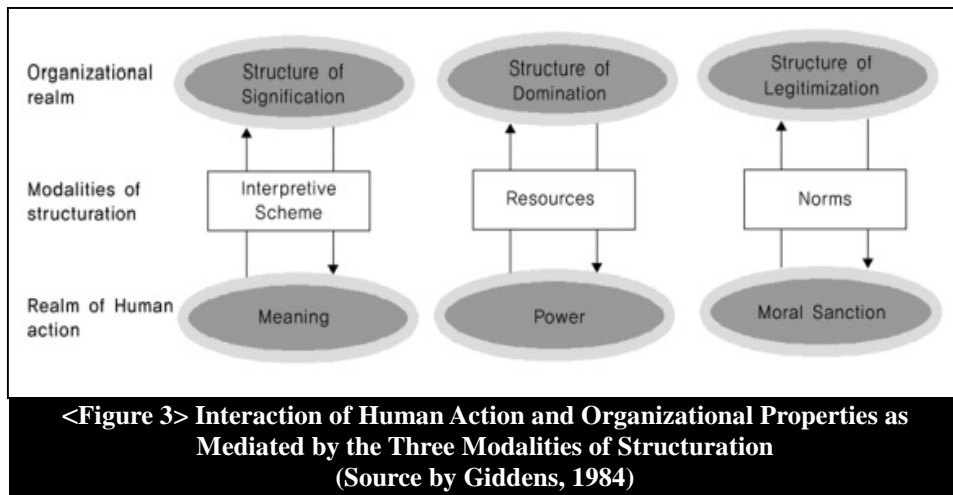 Organizational
realm
Structure of
Signification
Structure of
Domination
Structure of
Legitimization
Modalities of
structuration
Interpretive
Scheme
Resources
Norms
Realm of Human
action
Meaning
Power
Moral Sanction
<Figure 3> Interaction of Human Action and Organizational Properties as
Mediated by the Three Modalities of Structuration
(Source by Giddens, 1984)